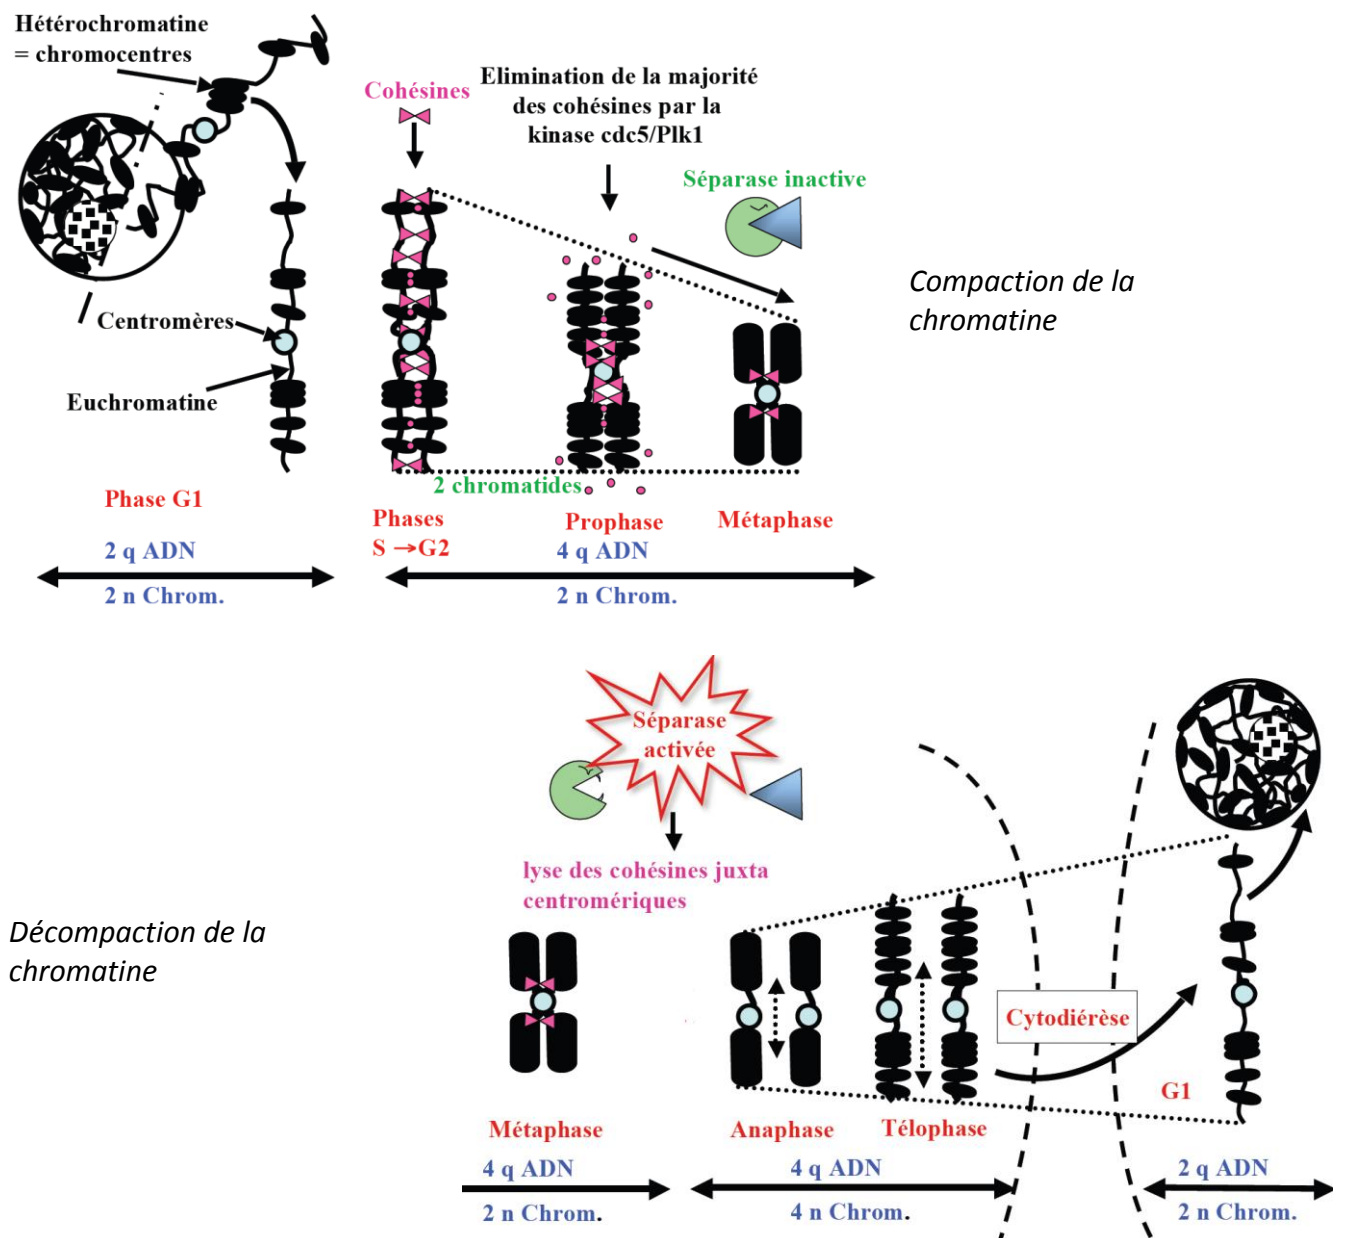 Hétérochromatine
= chromocentres
Cohésines
Elimination de la majorité
des cohésines par la
kinase cdc5/Plk1
Séparase inactive
Compaction de la
chromatine
Centromères
Euchromatine
2 chromatides
Phase G1
Phases
S →G2
Prophase
Métaphase
2 q ADN
4 q ADN
2 n Chrom.
2 n Chrom.
Séparase
activée
lyse des cohésines juxta
centromériques
Décompaction de la
chromatine
Cytodiérèse
G1
Métaphase
Anaphase
Télophase
4 q ADN
4 q ADN
2 q ADN
2 n Chrom.
4 n Chrom.
2 n Chrom.